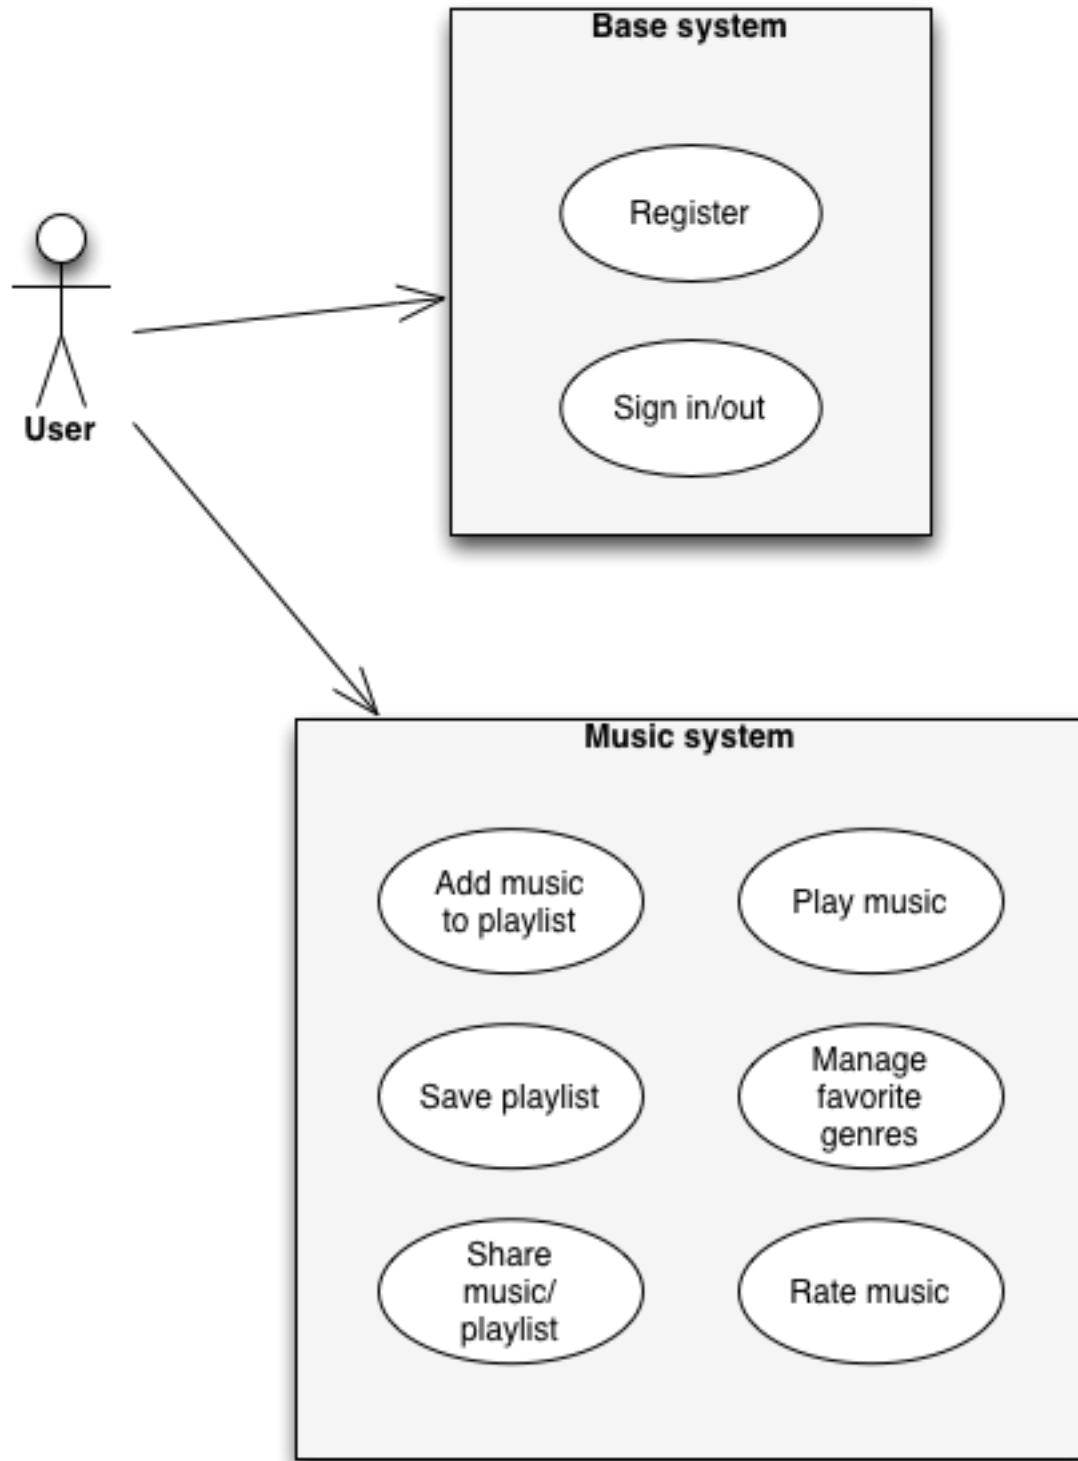 Base system
Register
Sign in/out
User
Music system
Add music
to playlist
Play music
Save playlist
Manage
favorite
genres
Share
music/
playlist
Rate music